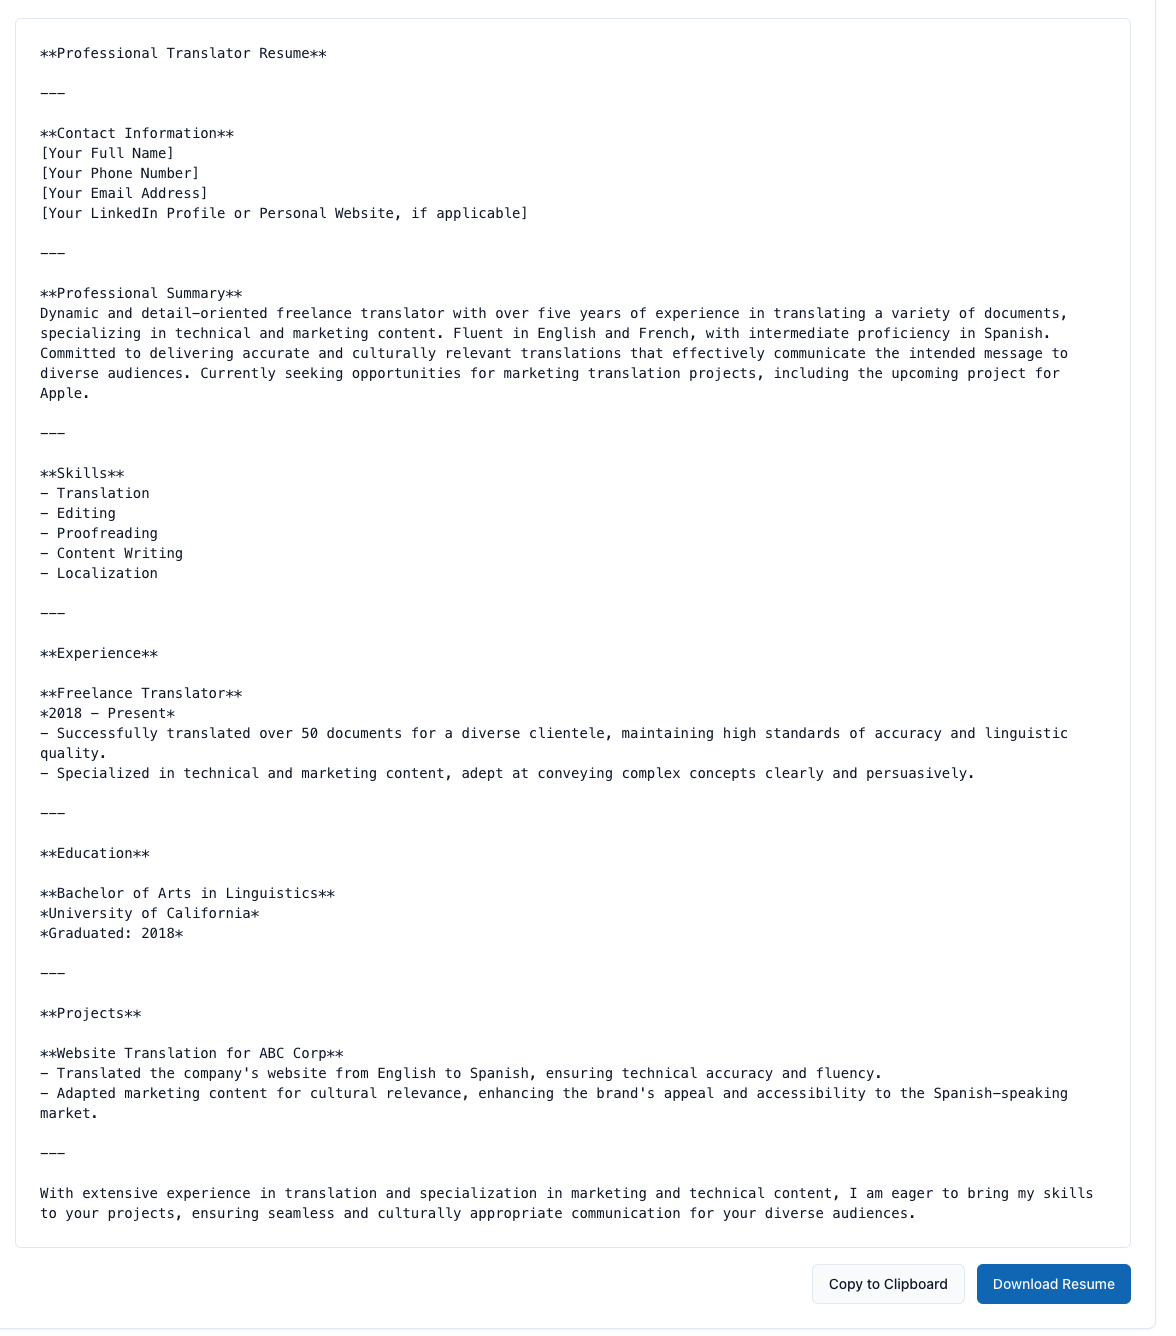 **Professional Translator Resume**
---
**Contact Information**
[Your Full Name]
[Your Phone Number]
[Your Email Address]
[Your LinkedIn Profile or Personal Website, if applicable]
---
**Professional Summary**
Dynamic and detail-oriented freelance translator with over five years of experience in translating a variety of documents,
specializing in technical and marketing content. Fluent in English and French, with intermediate proficiency in Spanish.
Committed to delivering accurate and culturally relevant translations that effectively communicate the intended message to
diverse audiences. Currently seeking opportunities for marketing translation projects, including the upcoming project for
Apple.
---
**Skills**
- Translation
- Editing
- Proofreading
- Content Writing
- Localization
---
**Experience**
**Freelance Translator**
*2018 - Present*
- Successfully translated over 50 documents for a diverse clientele, maintaining high standards of accuracy and linguistic
quality.
- Specialized in technical and marketing content, adept at conveying complex concepts clearly and persuasively.
---
**Education**
**Bachelor of Arts in Linguistics**
*University of California*
*Graduated: 2018*
---
**Projects**
**Website Translation for ABC Corp**
- Translated the company's website from English to Spanish, ensuring technical accuracy and fluency.
- Adapted marketing content for cultural relevance, enhancing the brand's appeal and accessibility to the Spanish-speaking
market.
---
With extensive experience in translation and specialization in marketing and technical content, I am eager to bring my skills
to your projects, ensuring seamless and culturally appropriate communication for your diverse audiences.
Copy to Clipboard
Download Resume